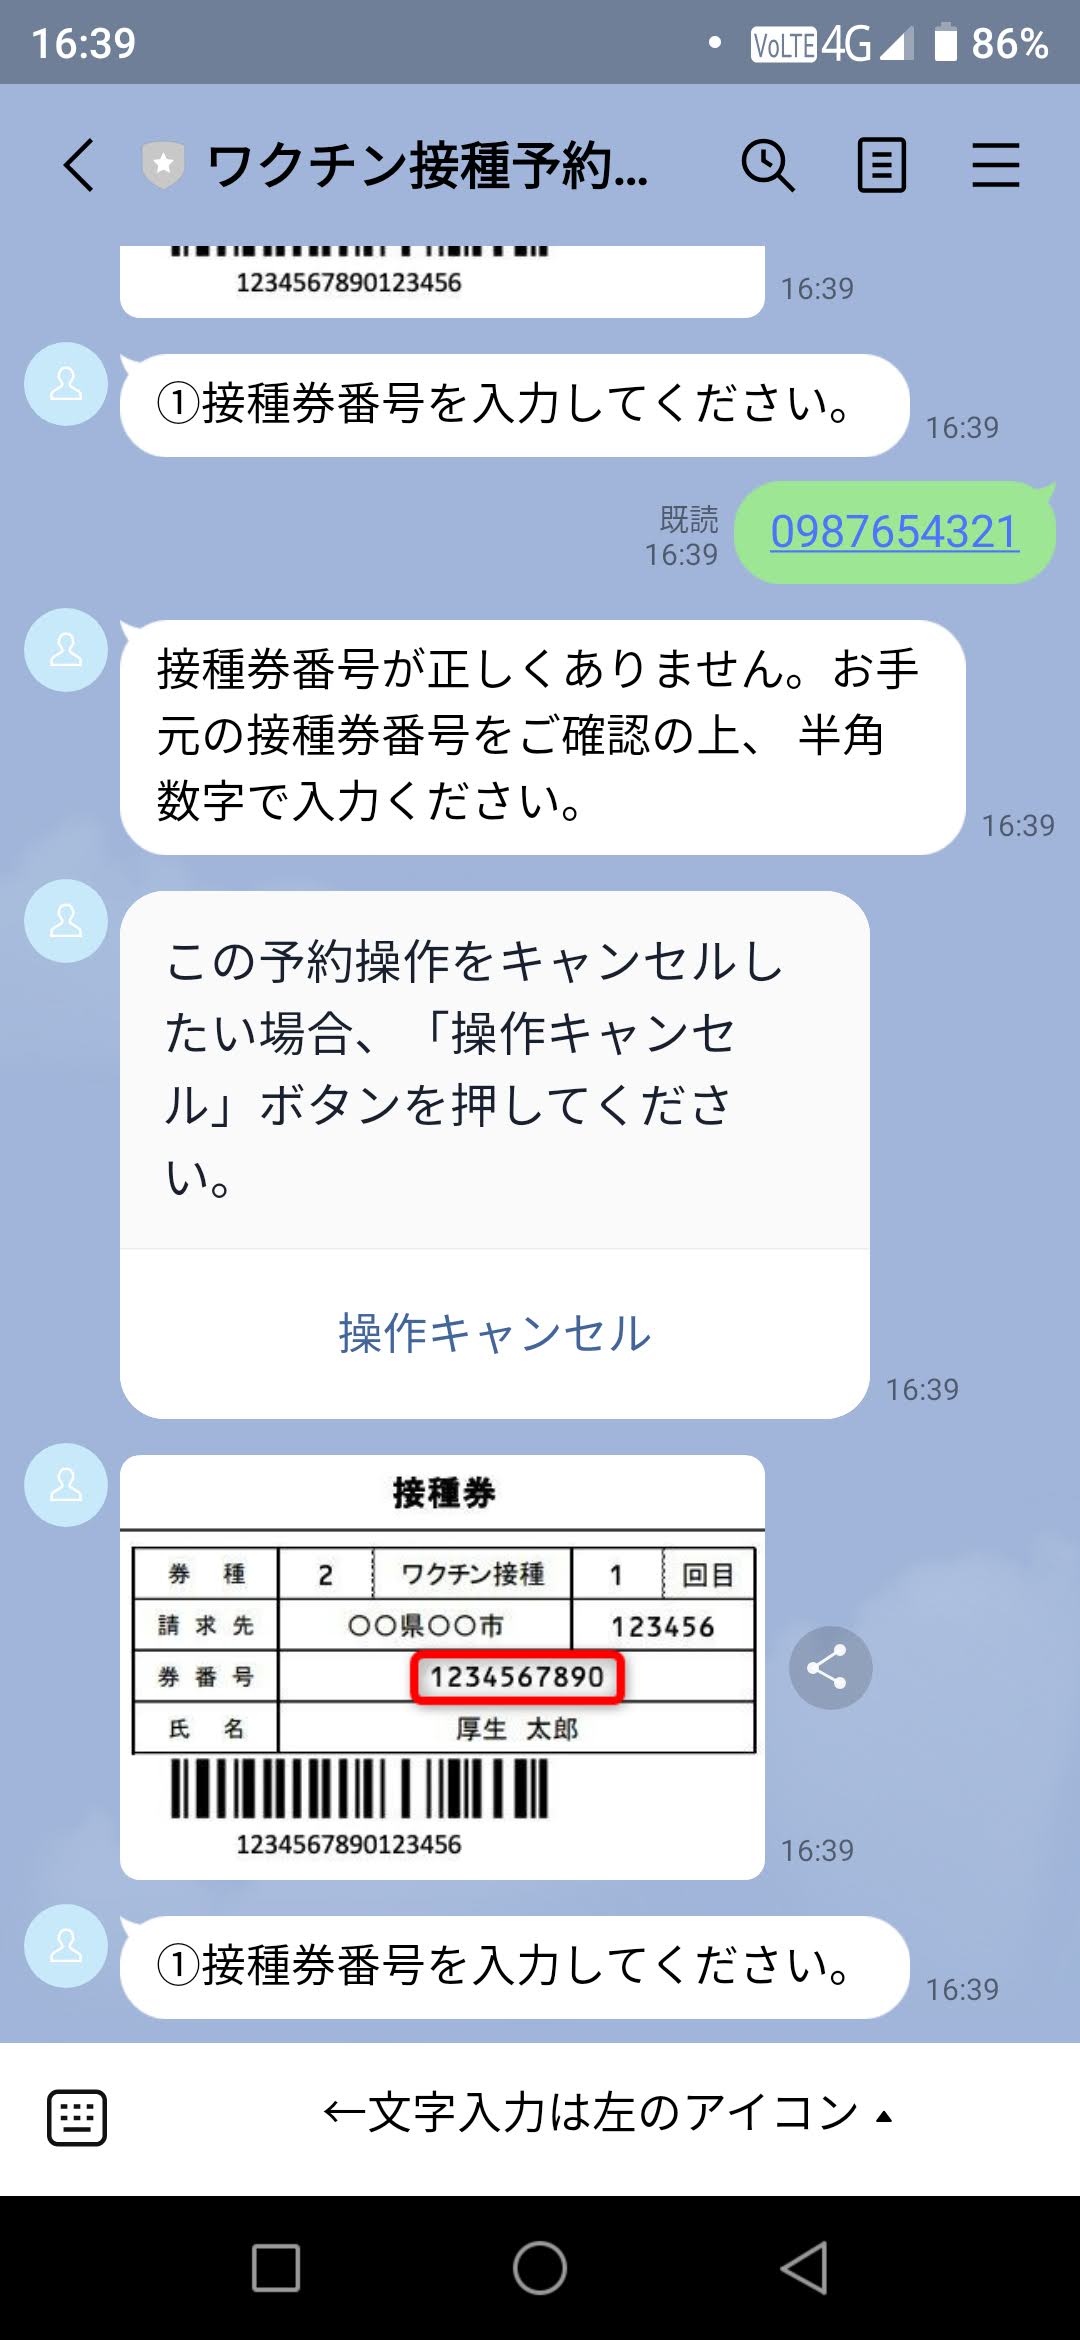 16:39
VoLTE 4G 86%
ワクチン接種予約...
1234567890123456
16:39
①接種券番号を入力してください。
16:39
既読
16:39
0987654321
接種券番号が正しくありません。お手
元の接種券番号をご確認の上、 半角
数字で入力ください。
16:39
この予約操作をキャンセルし
たい場合、「操作キャンセ
ル」ボタンを押してくださ
い。
操作キャンセル
16:39
接種券
券 種 2 ワクチン接種 1 回目
請求先 〇〇県〇〇市 123456
券番号 1234567890
氏 名 厚生 太郎
1234567890123456
16:39
①接種券番号を入力してください。
16:39
←文字入力は左のアイコン▲